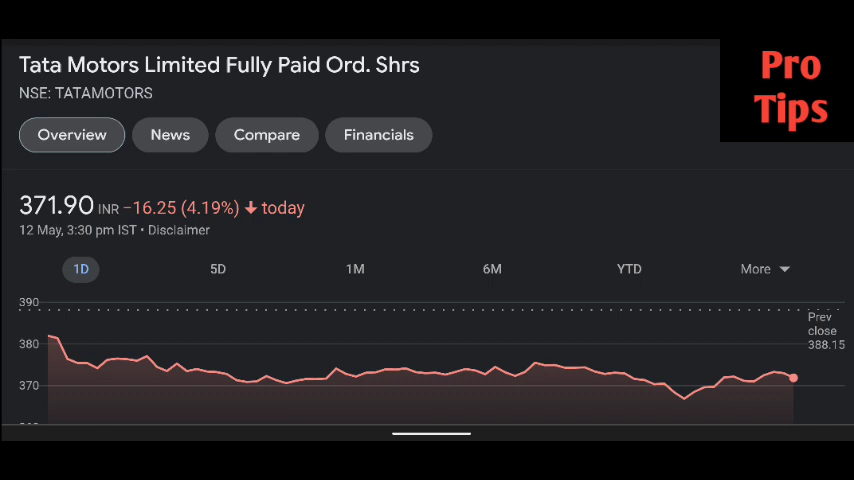 Tata Motors Limited Fully Paid Ord. Shrs
NSE: TATAMOTORS
Pro
Tips
Overview
News
Compare
Financials
371.90 INR −16.25 (4.19%) ↓ today
12 May, 3:30 pm IST • Disclaimer
1D
5D
1M
6M
YTD
More
390
Prev
close
388.15
380
370